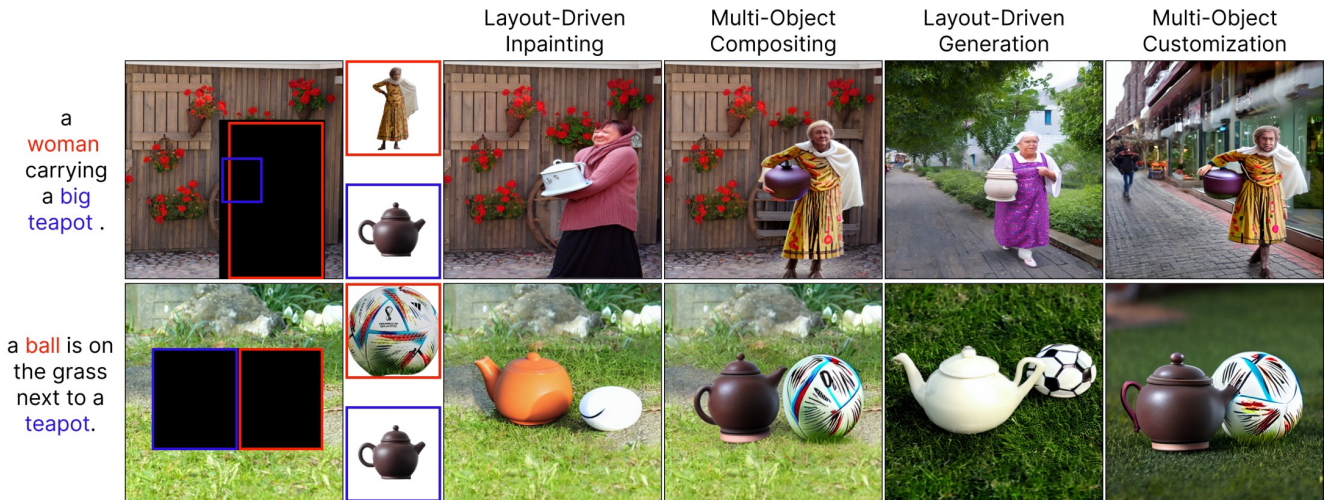 Layout-Driven
Inpainting
Multi-Object
Compositing
Layout-Driven
Generation
Multi-Object
Customization
a
woman
carrying
a big
teapot .
a ball is on
the grass
next to a
teapot.